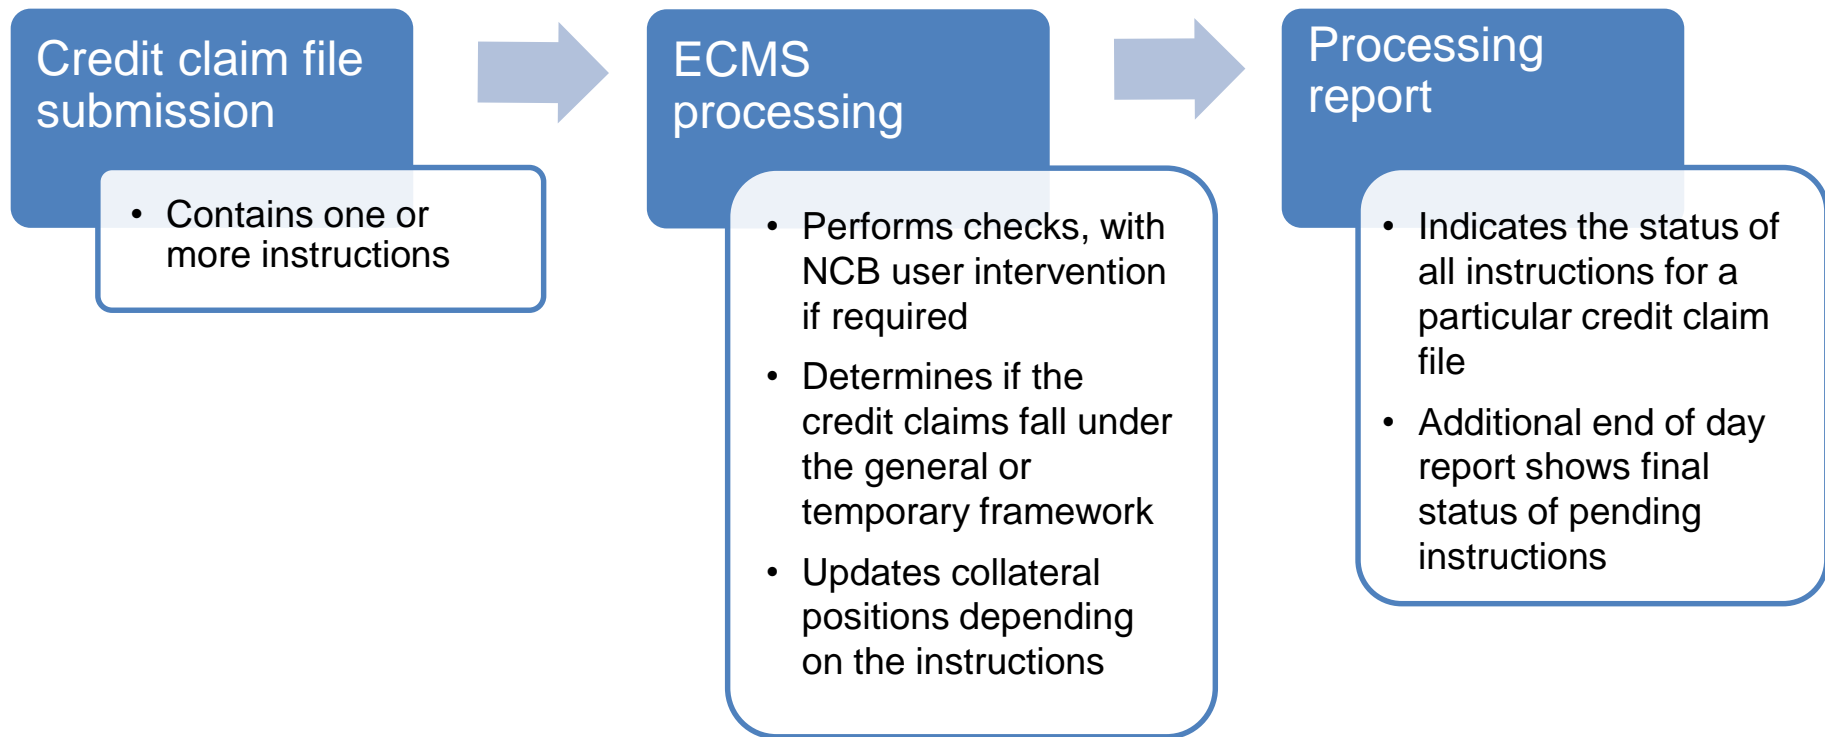 Credit claim file
submission
• Contains one or
more instructions
ECMS
processing
• Performs checks, with
NCB user intervention
if required
• Determines if the
credit claims fall under
the general or
temporary framework
• Updates collateral
positions depending
on the instructions
Processing
report
• Indicates the status of
all instructions for a
particular credit claim
file
• Additional end of day
report shows final
status of pending
instructions